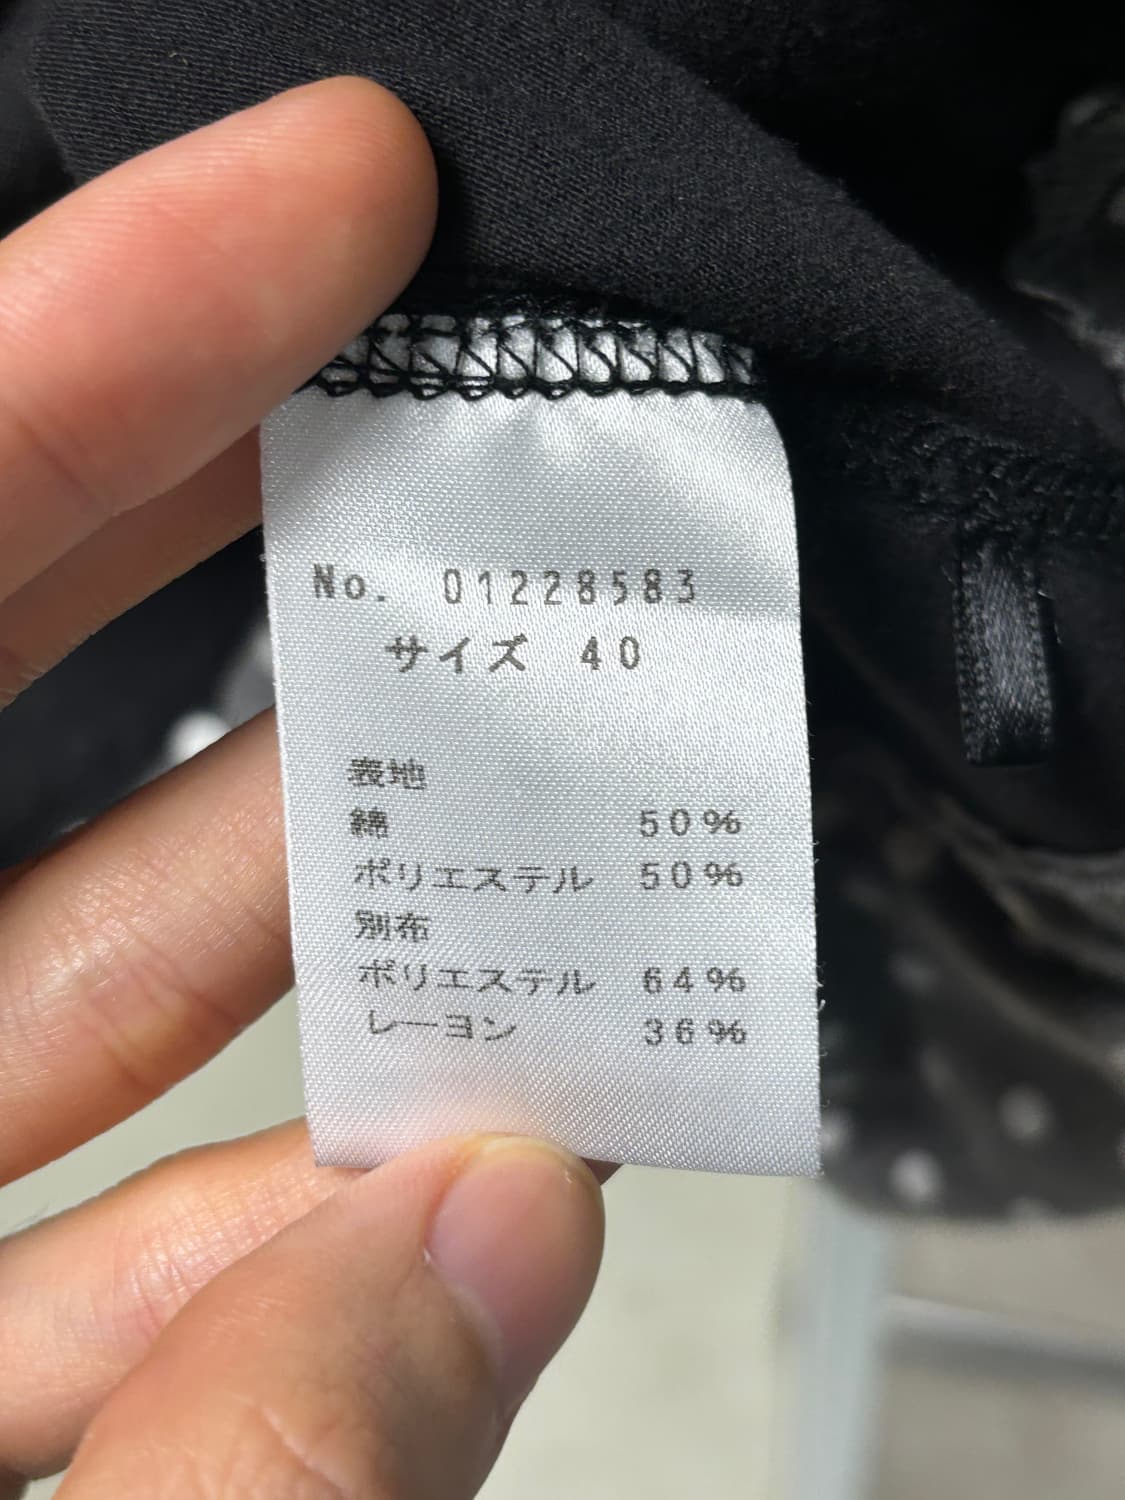 No. 01228583
サイズ 40
表地
綿 50%
ポリエステル 50%
別布
ポリエステル 64%
レーヨン 36%